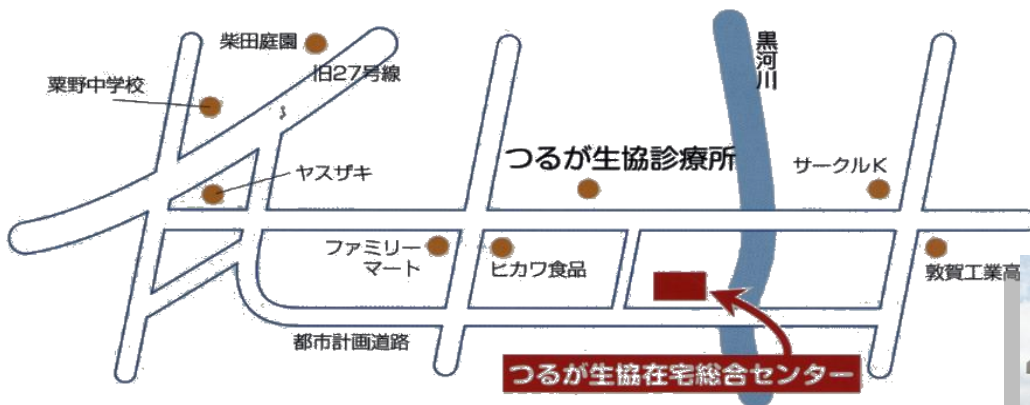 柴田庭園
旧27号線
粟野中学校
黒河川
つるが生協診療所
サークルK
ヤスザキ
ファミリー
マート
ヒカワ食品
敦賀工業高
都市計画道路
つるが生協在宅総合センター